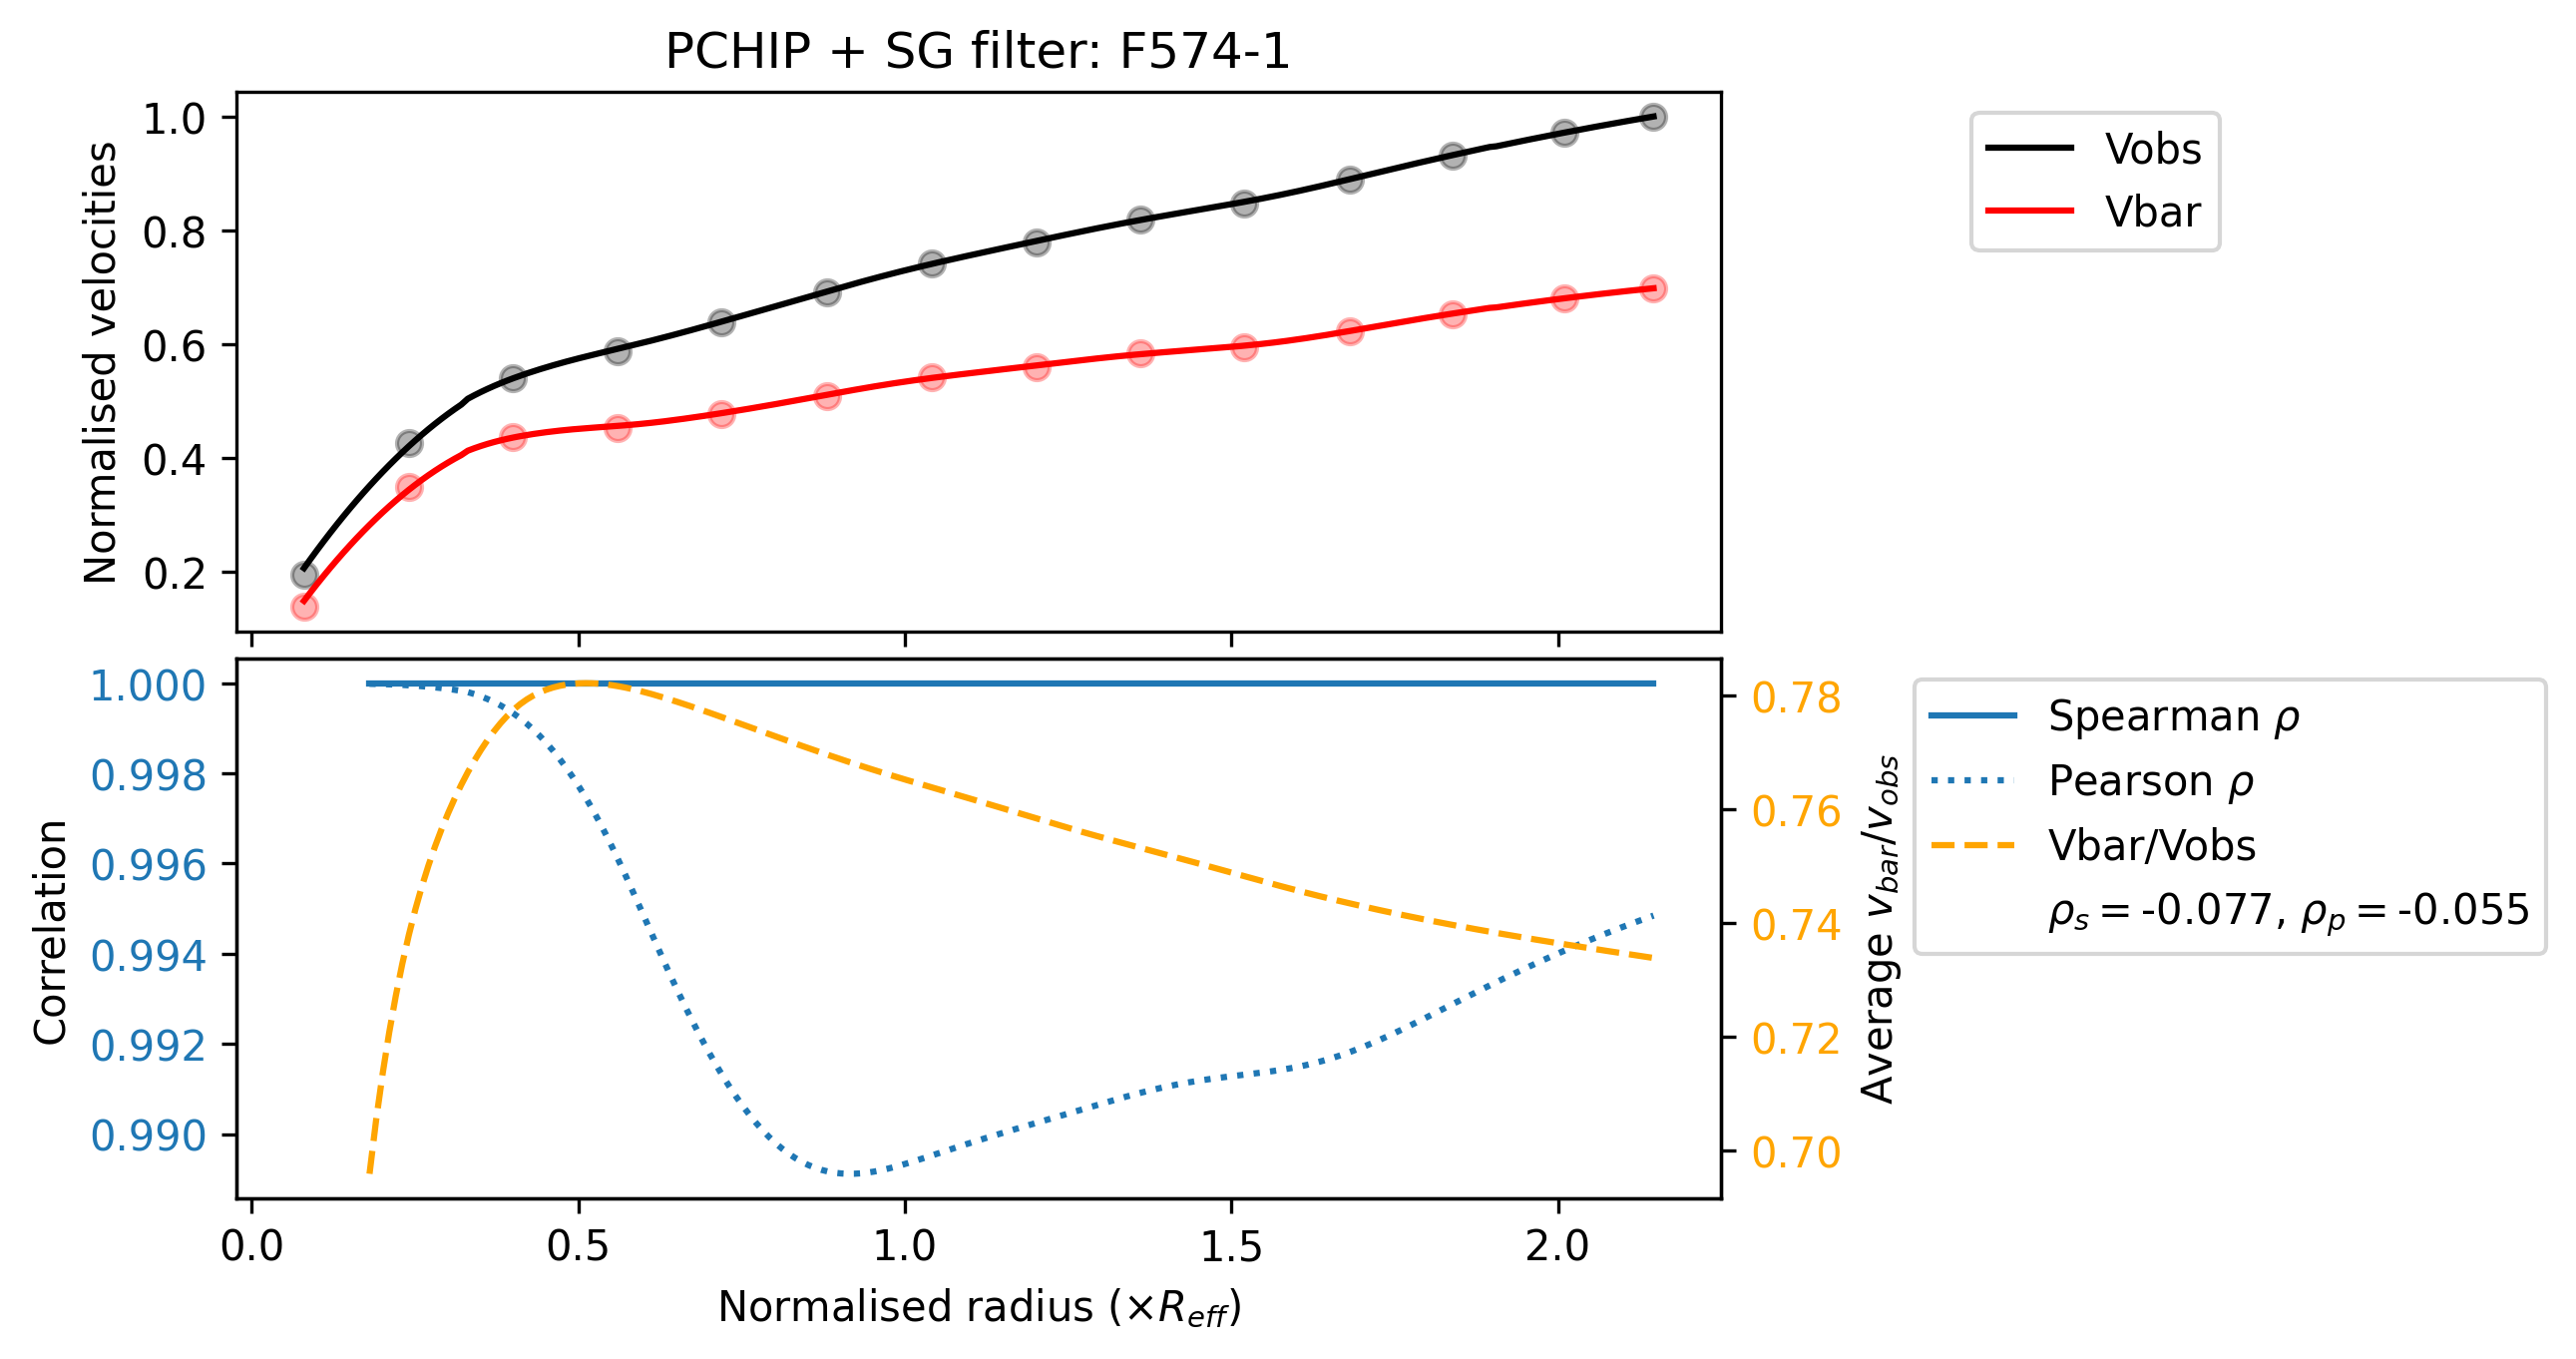 PCHIP + SG filter: F574-1
Normalised velocities
1.0
0.8
0.6
0.4
0.2
Vobs
Vbar
Correlation
1.000
0.998
0.996
0.994
0.992
0.990
0.78
0.76
0.74
0.72
0.70
Average v_bar/v_obs
Spearman ρ
Pearson ρ
Vbar/Vobs
ρ_s = -0.077, ρ_p = -0.055
0.0 0.5 1.0 1.5 2.0
Normalised radius (×R_eff)